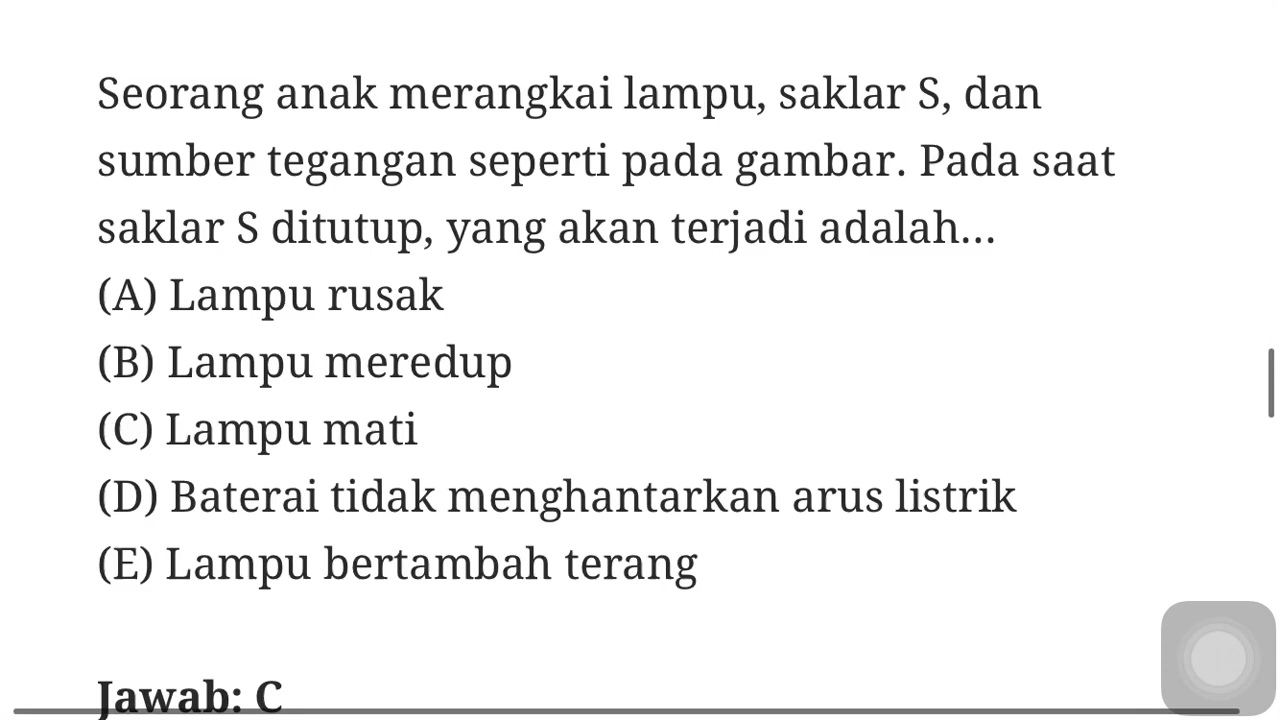 Seorang anak merangkai lampu, saklar S, dan
sumber tegangan seperti pada gambar. Pada saat
saklar S ditutup, yang akan terjadi adalah...
(A) Lampu rusak
(B) Lampu meredup
(C) Lampu mati
(D) Baterai tidak menghantarkan arus listrik
(E) Lampu bertambah terang
Jawab: C